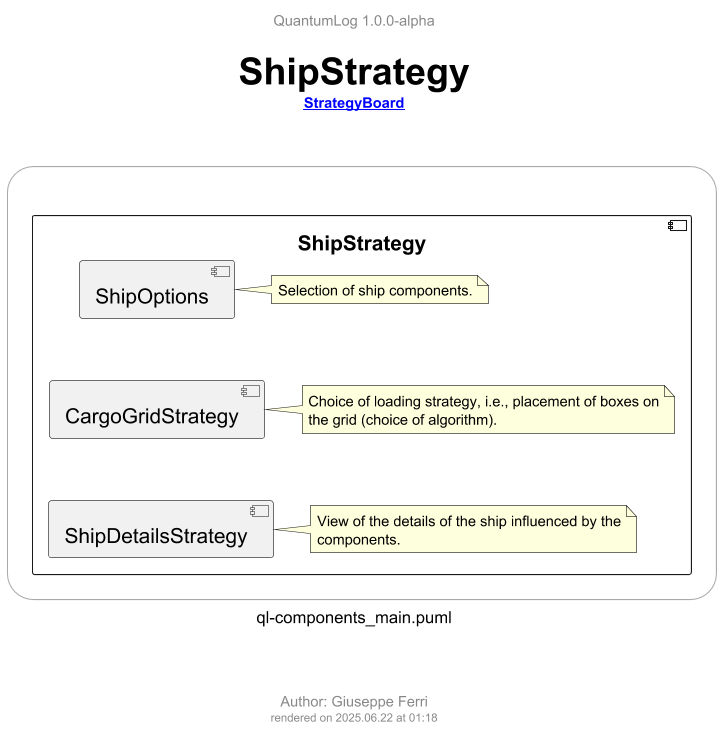 QuantumLog 1.0.0-alpha
ShipStrategy
StrategyBoard
ShipStrategy
ShipOptions
Selection of ship components.
CargoGridStrategy
Choice of loading strategy, i.e., placement of boxes on
the grid (choice of algorithm).
ShipDetailsStrategy
View of the details of the ship influenced by the
components.
ql-components_main.puml
Author: Giuseppe Ferri
rendered on 2025.06.22 at 01:18